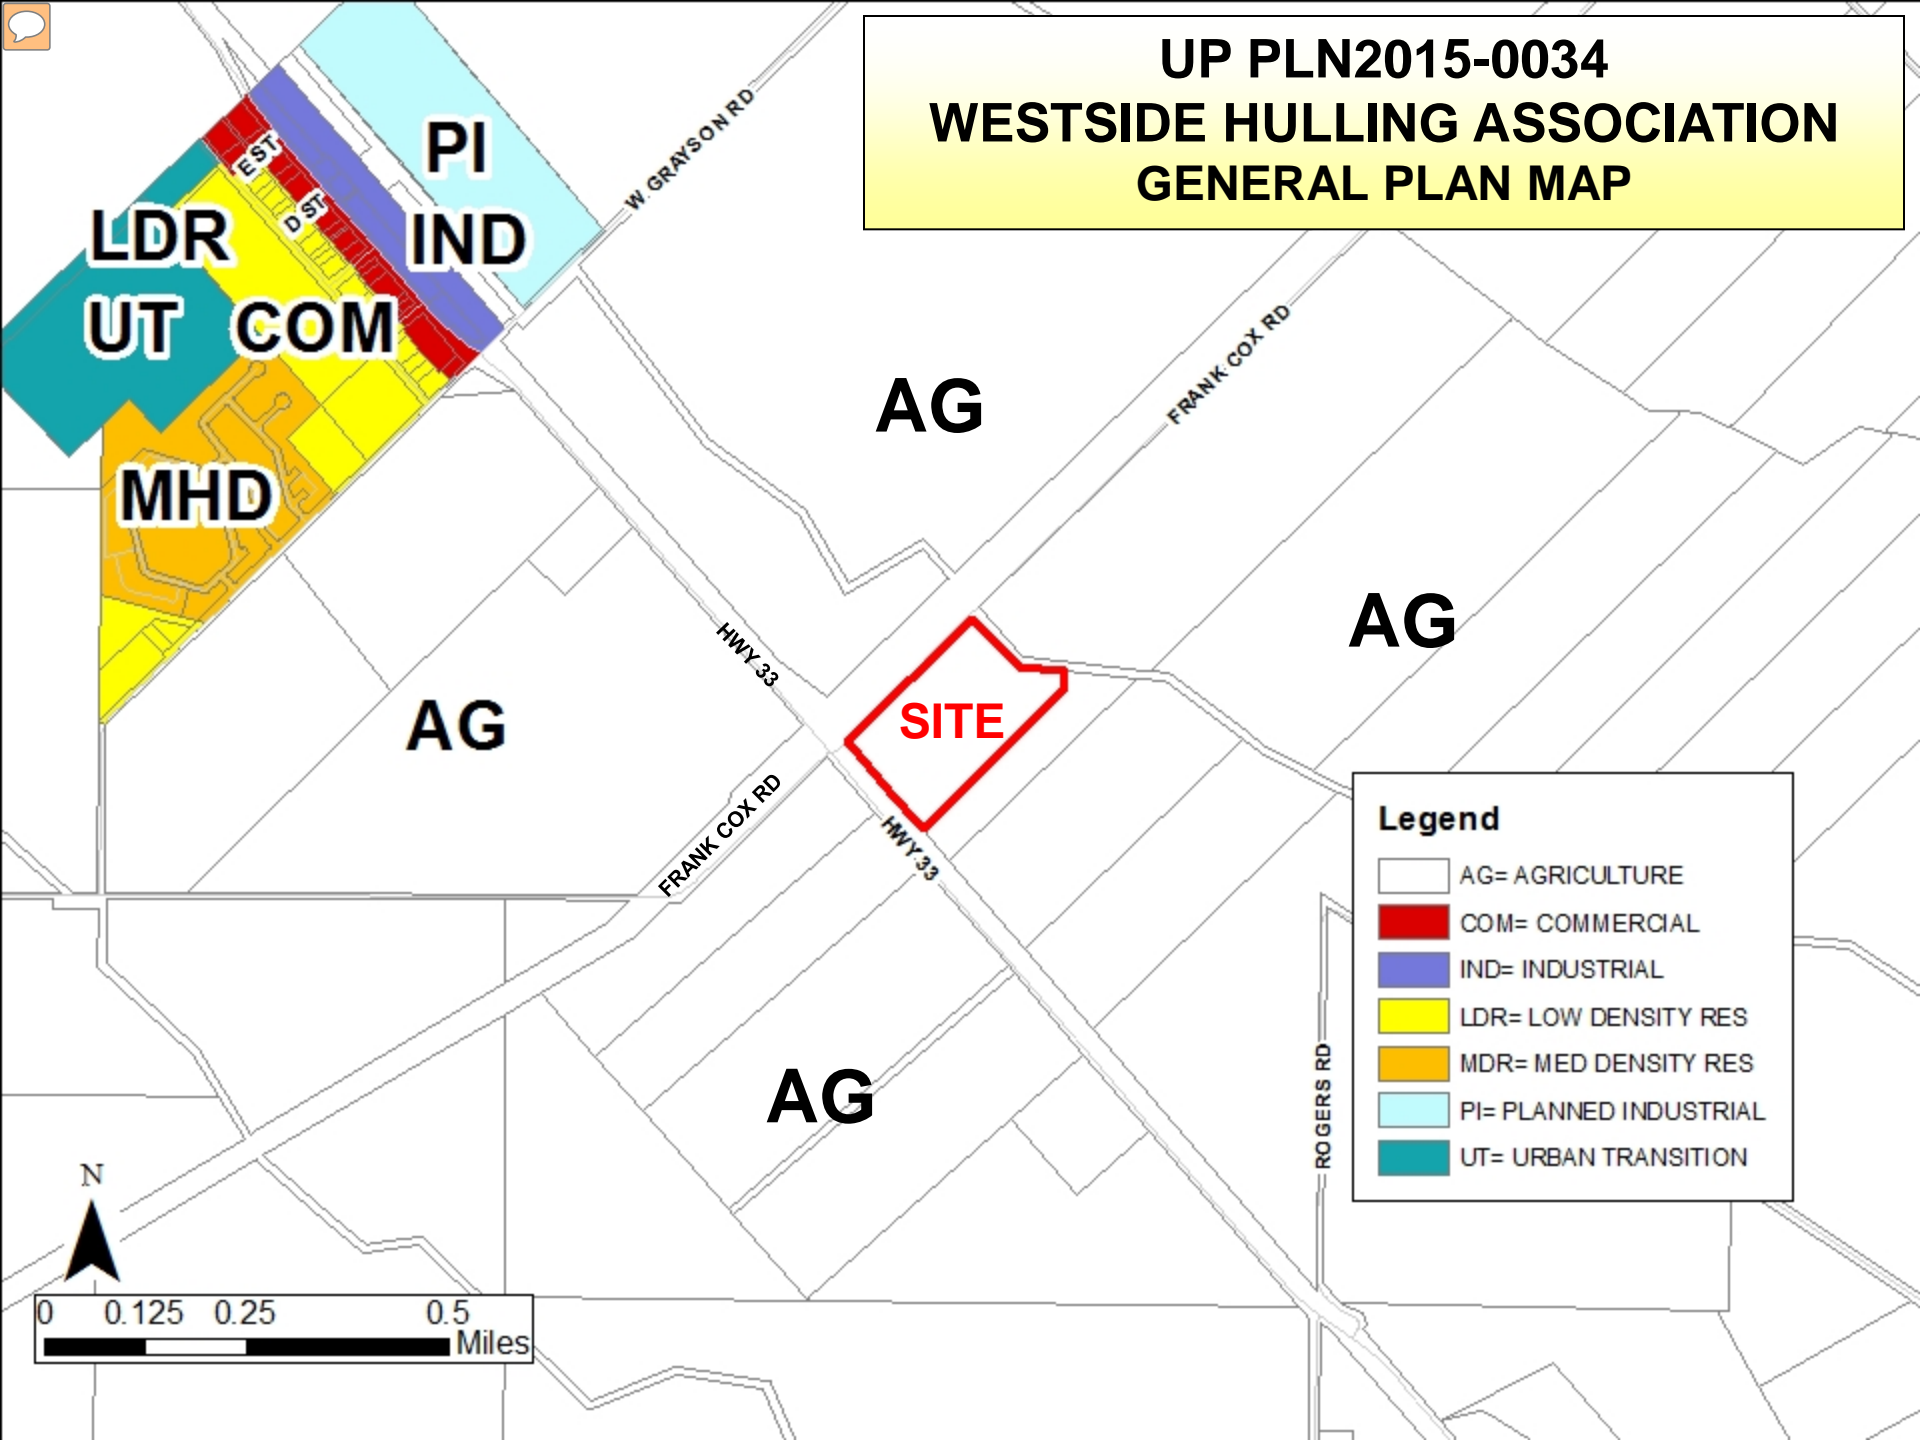 UP PLN2015-0034
WESTSIDE HULLING ASSOCIATION
GENERAL PLAN MAP
W. GRAYSON RD
PI
E ST
D ST
LDR
IND
UT
COM
FRANK COX RD
AG
MHD
AG
HWY 33
SITE
AG
FRANK COX RD
HWY 33
AG
ROGERS RD
Legend
AG= AGRICULTURE
COM= COMMERCIAL
IND= INDUSTRIAL
LDR= LOW DENSITY RES
MDR= MED DENSITY RES
PI= PLANNED INDUSTRIAL
UT= URBAN TRANSITION
N
0 0.125 0.25 0.5
Miles